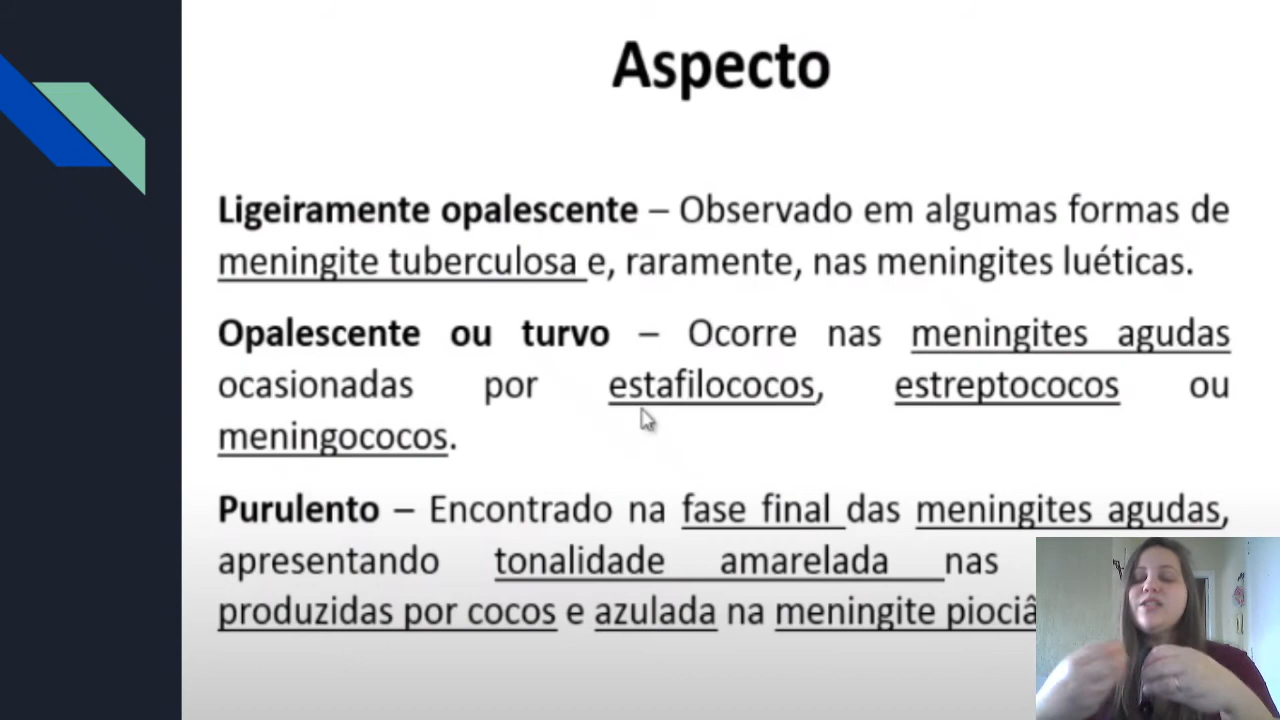 Aspecto
Ligeiramente opalescente – Observado em algumas formas de
meningite tuberculosa e, raramente, nas meningites luéticas.
Opalescente ou turvo – Ocorre nas meningites agudas
ocasionadas por estafilococos, estreptococos ou
meningococos.
Purulento – Encontrado na fase final das meningites agudas,
apresentando tonalidade amarelada nas
produzidas por cocos e azulada na meningite